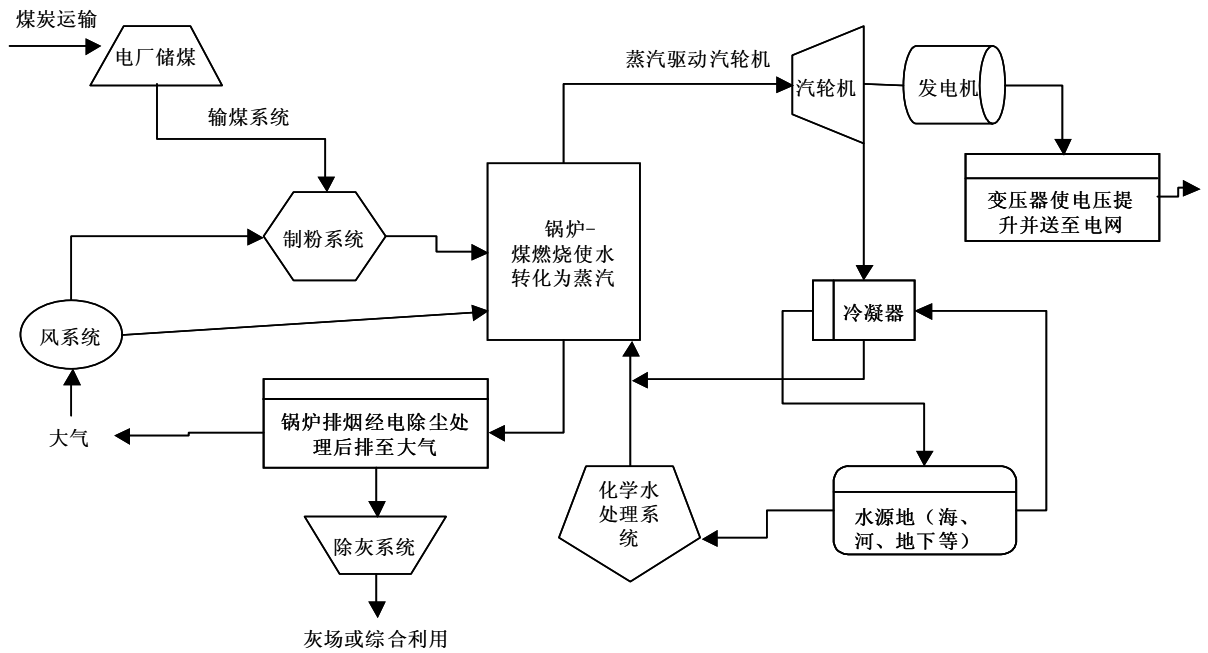 煤炭运输
电厂储煤
输煤系统
蒸汽驱动汽轮机
汽轮机
发电机
变压器使电压提
升并送至电网
制粉系统
锅炉–
煤燃烧使水
转化为蒸汽
风系统
冷凝器
大气
锅炉排烟经电除尘处
理后排至大气
化学水
处理系
统
水源地（海、
河、地下等）
除灰系统
灰场或综合利用